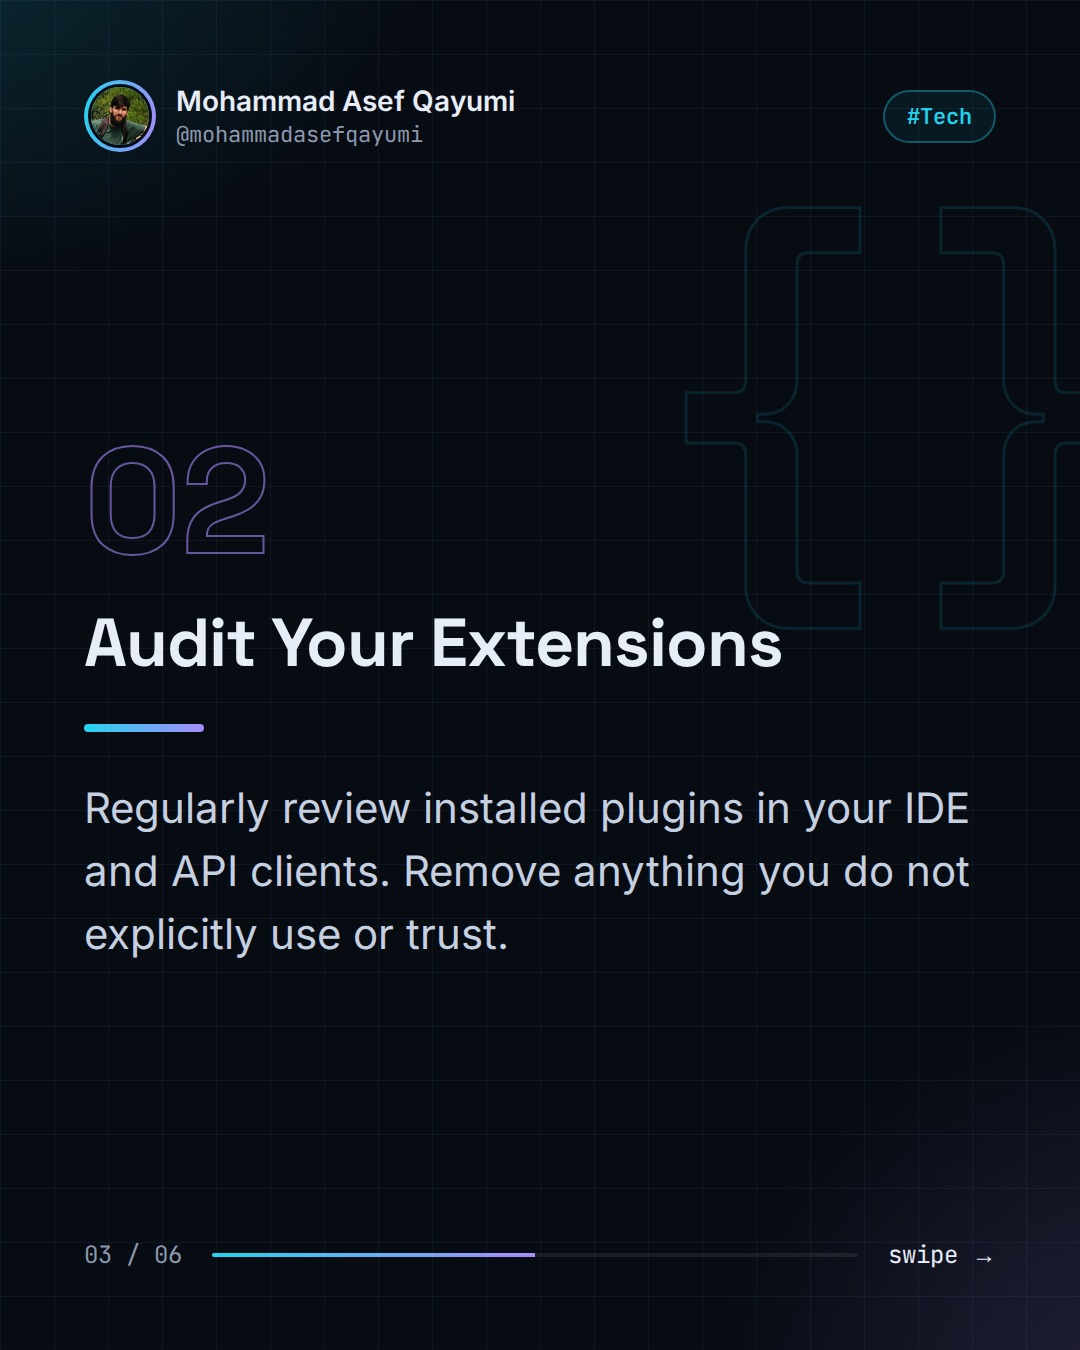 Mohammad Asef Qayumi
@mohammadasefqayumi
#Tech
{}
02
Audit Your Extensions
Regularly review installed plugins in your IDE
and API clients. Remove anything you do not
explicitly use or trust.
03 / 06
swipe →